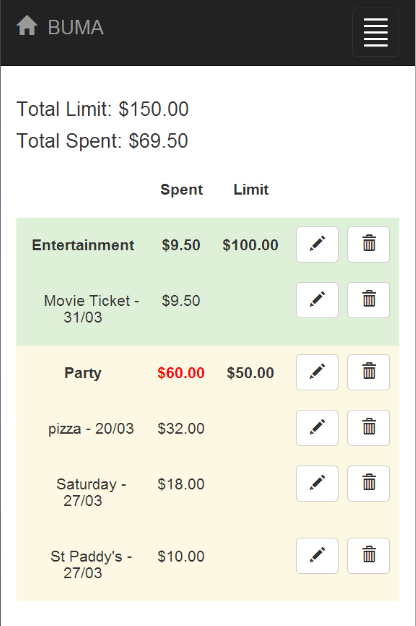 BUMA
Total Limit: $150.00
Total Spent: $69.50
Spent Limit
Entertainment $9.50 $100.00
Movie Ticket - $9.50
31/03
Party $60.00 $50.00
pizza - 20/03 $32.00
Saturday - $18.00
27/03
St Paddy's - $10.00
27/03